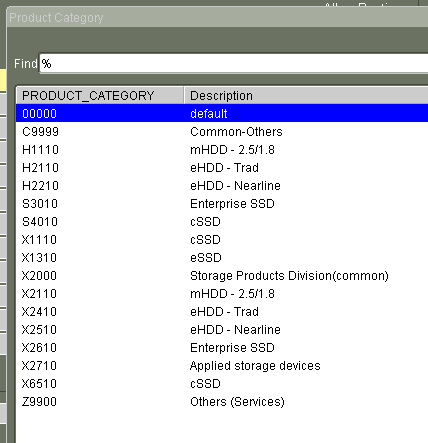 Product Category
Find %
PRODUCT_CATEGORY Description
00000 default
C9999 Common-Others
H1110 mHDD - 2.5/1.8
H2110 eHDD - Trad
H2210 eHDD - Nearline
S3010 Enterprise SSD
S4010 cSSD
X1110 cSSD
X1310 eSSD
X2000 Storage Products Division(common)
X2110 mHDD - 2.5/1.8
X2410 eHDD - Trad
X2510 eHDD - Nearline
X2610 Enterprise SSD
X2710 Applied storage devices
X6510 cSSD
Z9900 Others (Services)